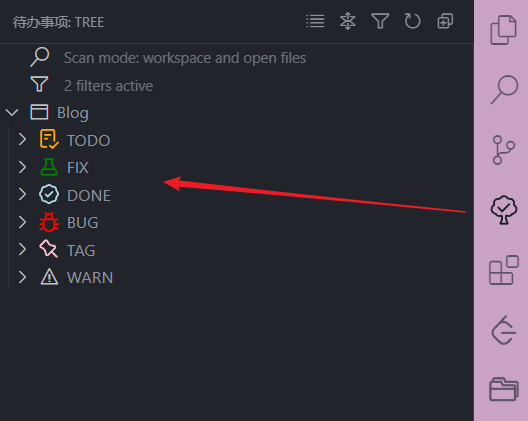 待办事项: TREE
Scan mode: workspace and open files
2 filters active
Blog
TODO
FIX
DONE
BUG
TAG
WARN